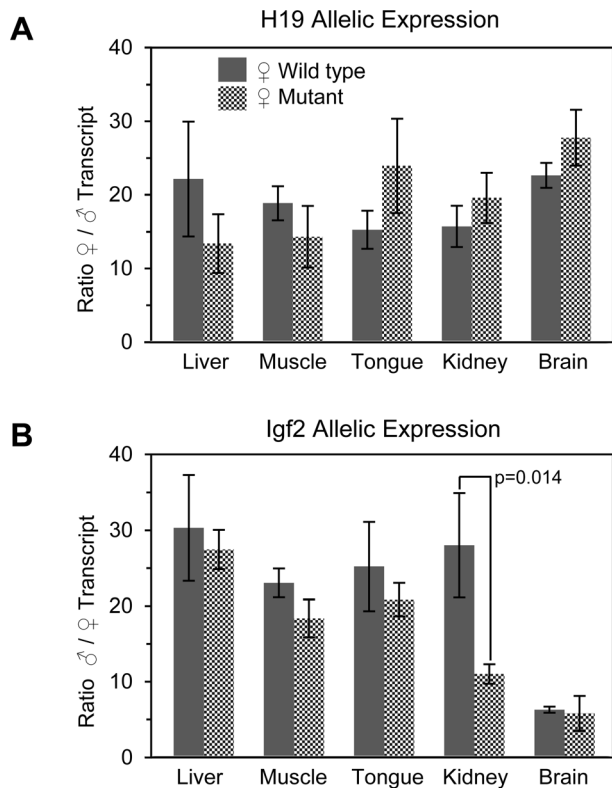 A
H19 Allelic Expression
Ratio ♀ / ♂ Transcript
40
30
20
10
0
♀ Wild type
♀ Mutant
Liver Muscle Tongue Kidney Brain
B
Igf2 Allelic Expression
Ratio ♂ / ♀ Transcript
40
30
20
10
0
p=0.014
Liver Muscle Tongue Kidney Brain